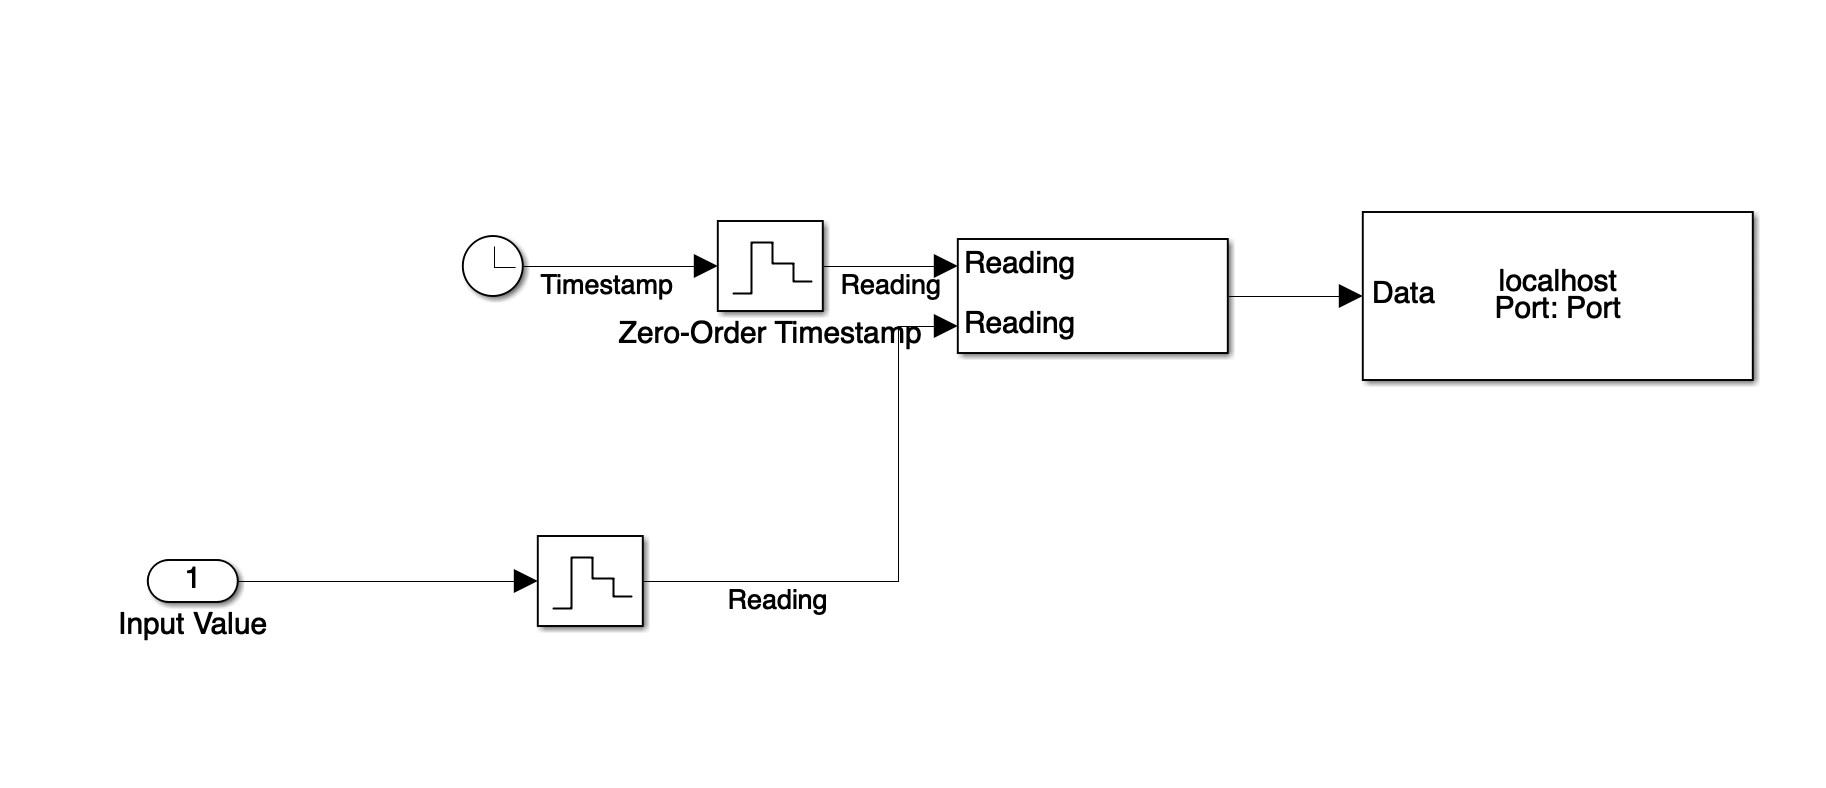 Timestamp
Zero-Order Timestamp
Reading
Reading
Reading
Data
localhost
Port: Port
1
Input Value
Reading